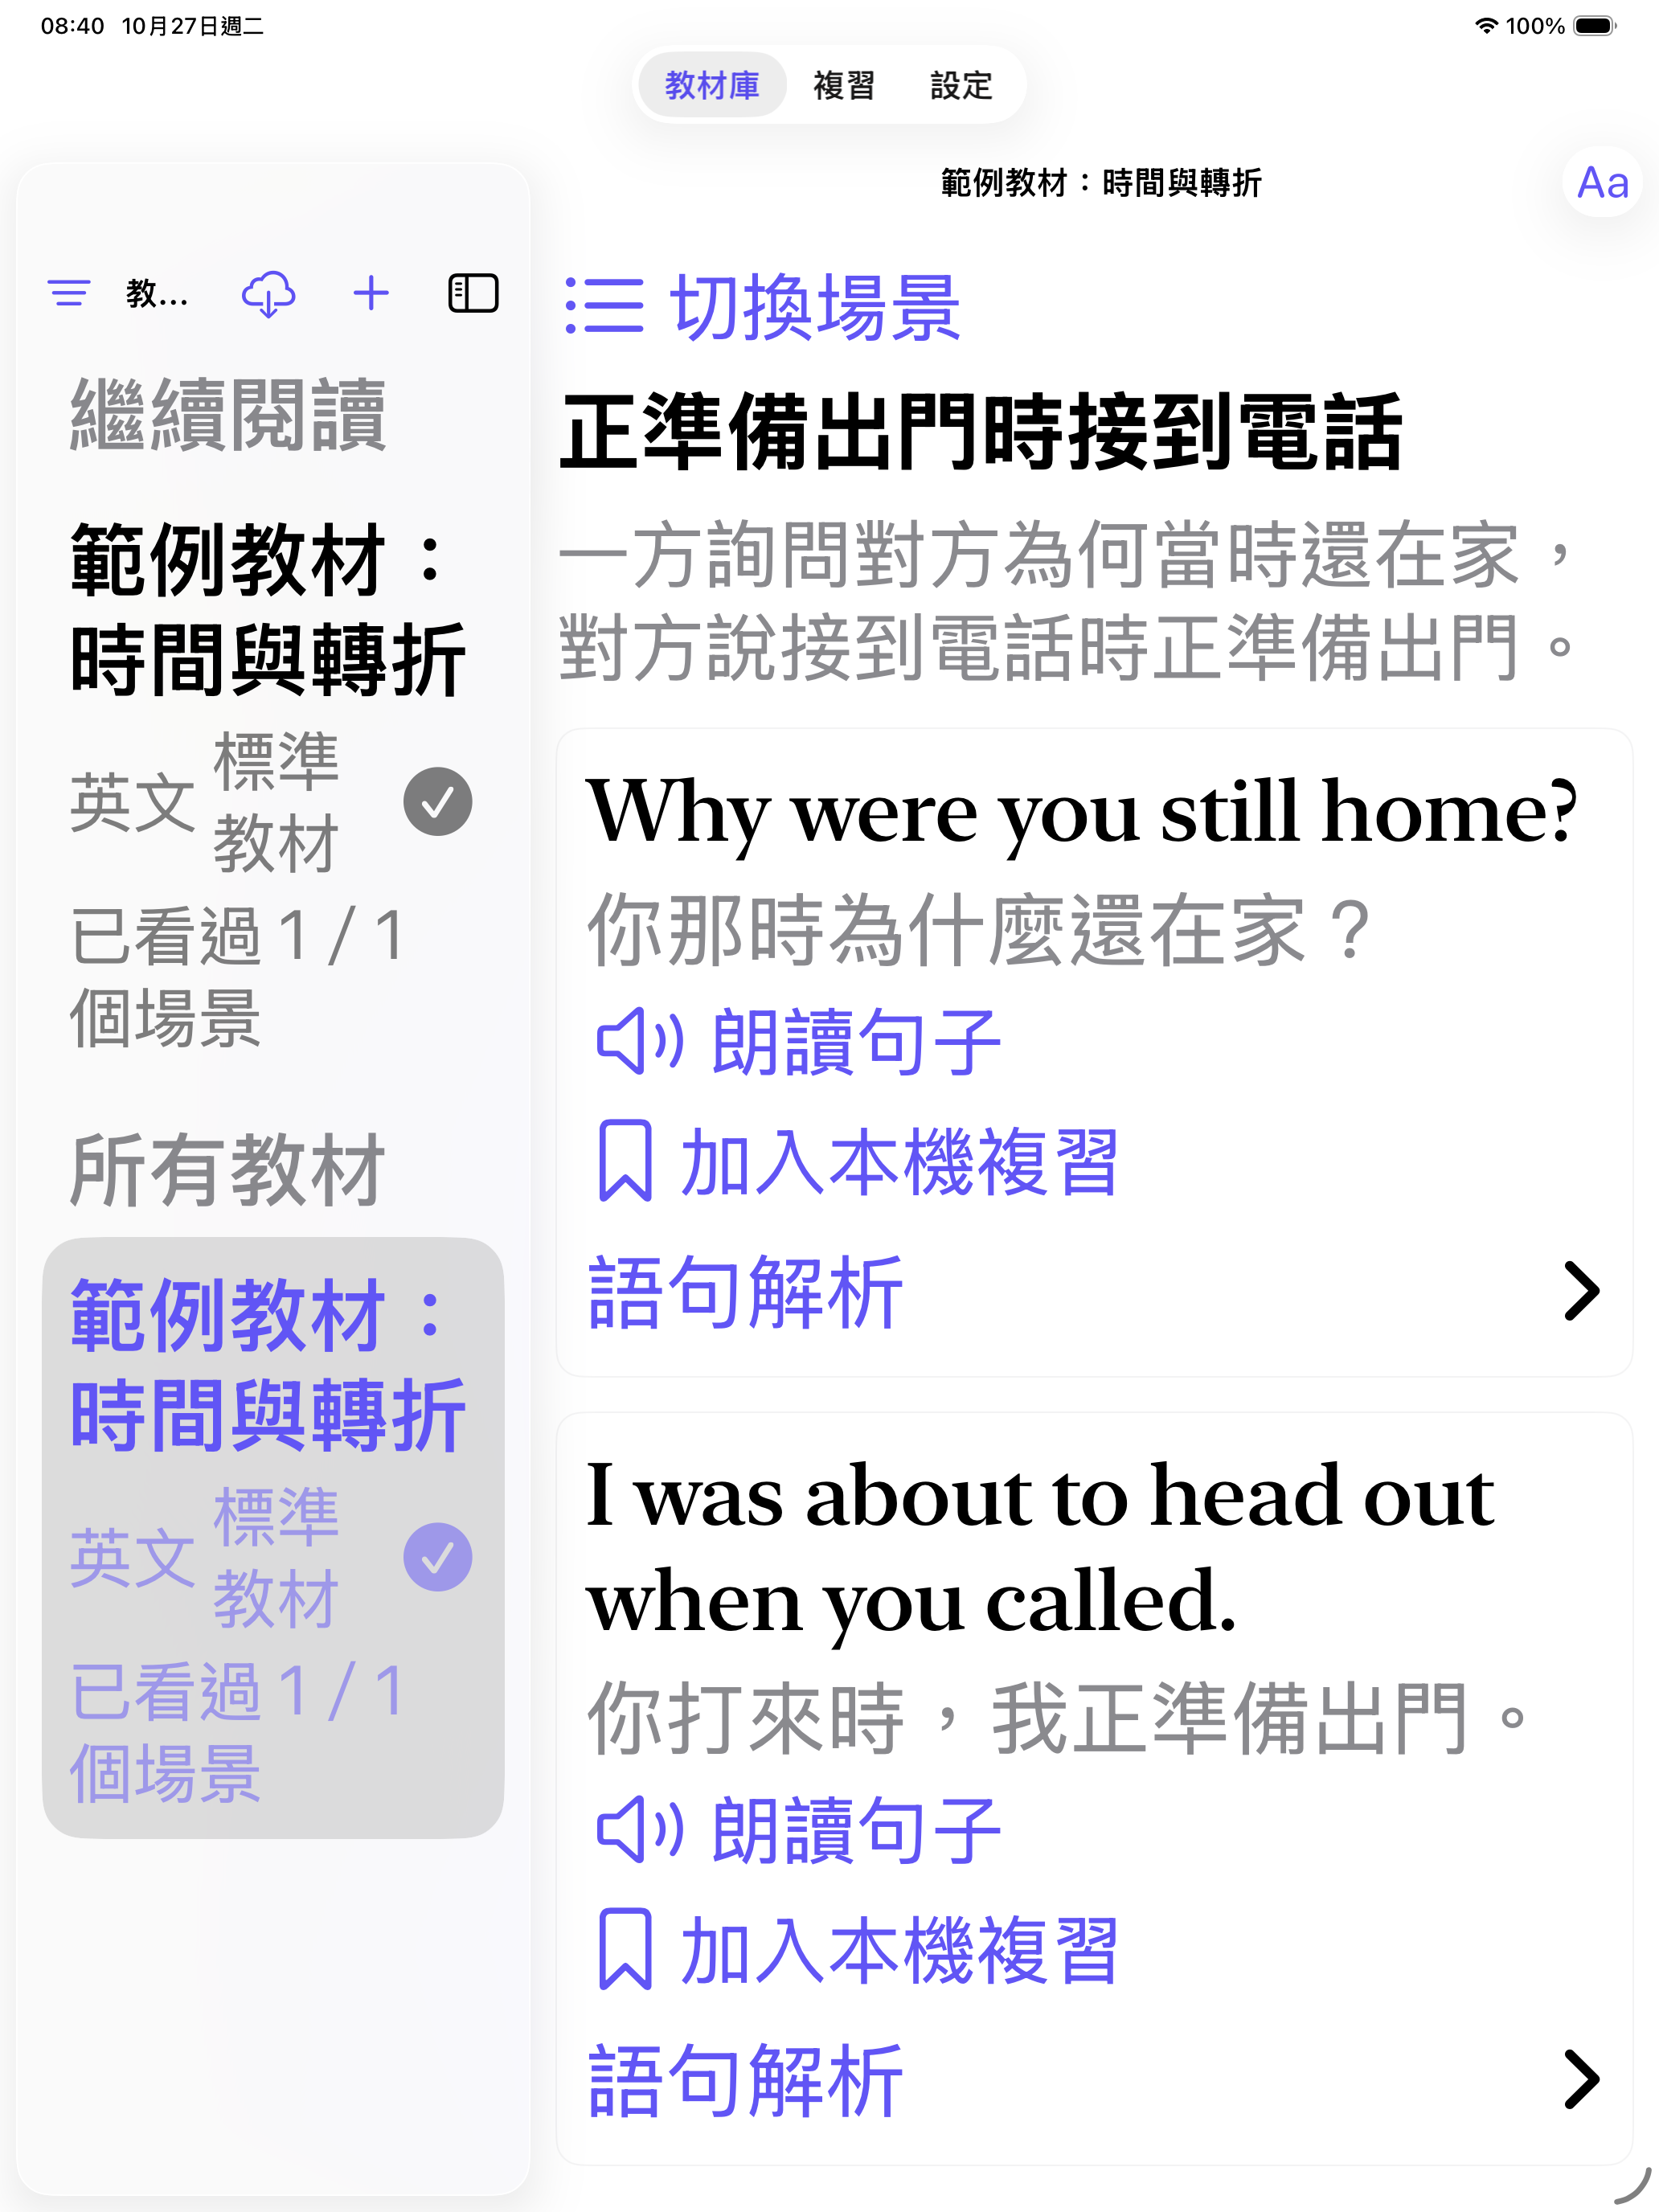 08:40 10月27日週二
100%
教材庫 複習 設定
範例教材：時間與轉折
Aa
教...
繼續閱讀
範例教材：
時間與轉折
英文 標準
教材
已看過 1 / 1
個場景
所有教材
範例教材：
時間與轉折
英文 標準
教材
已看過 1 / 1
個場景
切換場景
正準備出門時接到電話
一方詢問對方為何當時還在家，
對方說接到電話時正準備出門。
Why were you still home?
你那時為什麼還在家？
朗讀句子
加入本機複習
語句解析
I was about to head out
when you called.
你打來時，我正準備出門。
朗讀句子
加入本機複習
語句解析